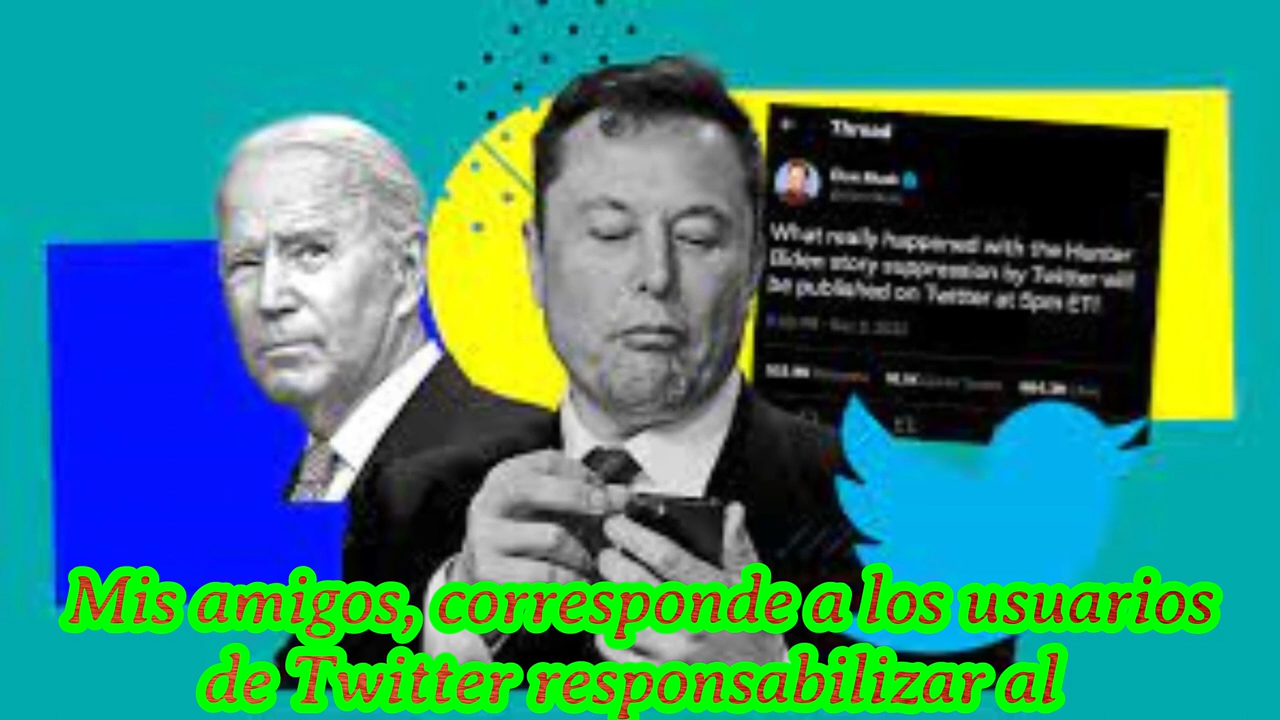 Thread
Elon Musk
What really happened with the Hunter
Biden story suppression by Twitter will
be published on Twitter at 5pm ET!
Mis amigos, corresponde a los usuarios
de Twitter responsabilizar al